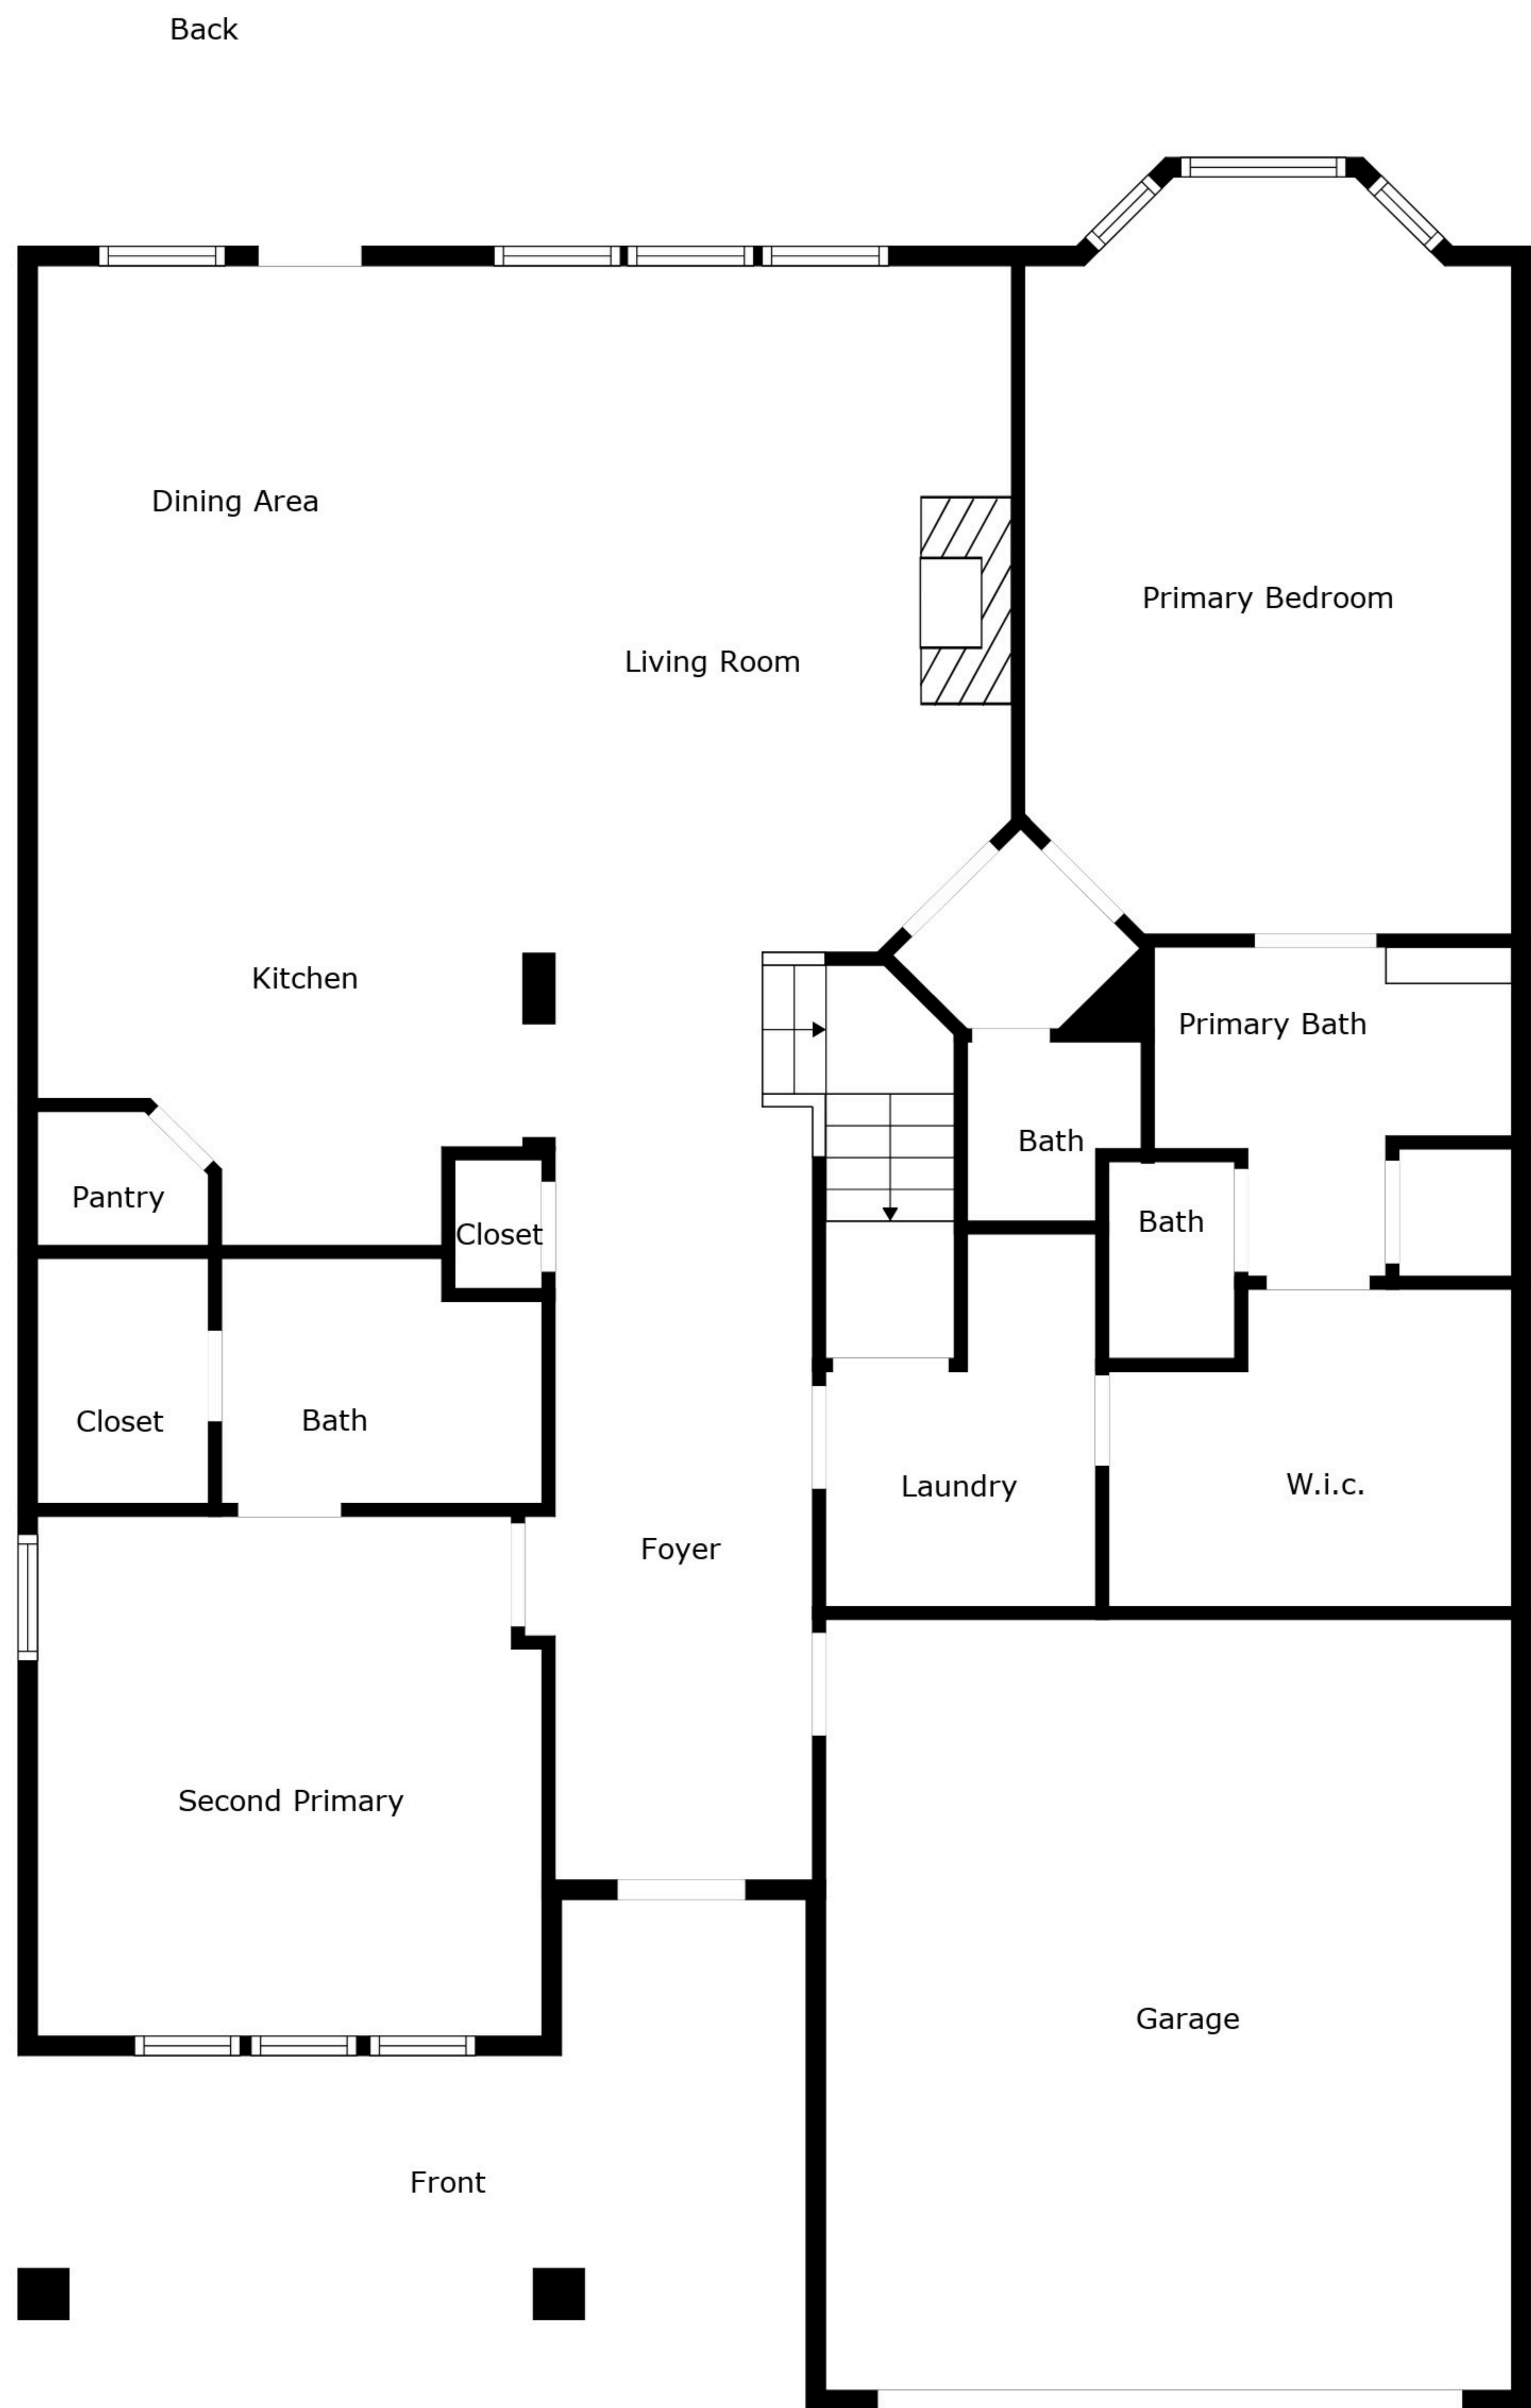 Back
Dining Area
Primary Bedroom
Living Room
Kitchen
Primary Bath
Bath
Pantry
Bath
Closet
Closet
Bath
W.i.c.
Laundry
Foyer
Second Primary
Garage
Front